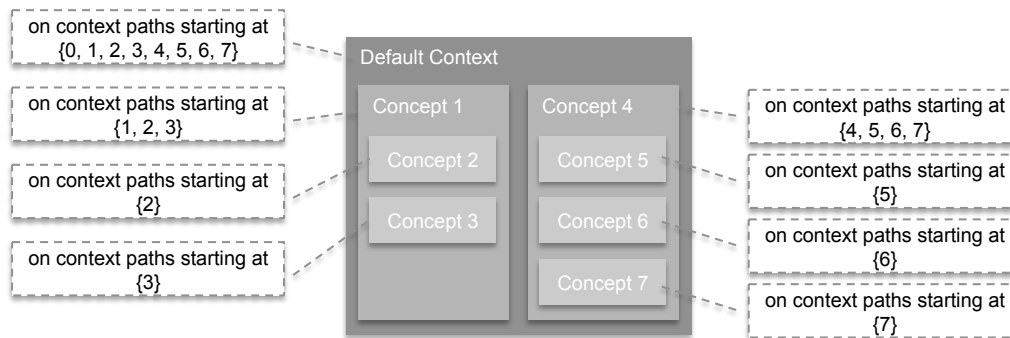 on context paths starting at
{0, 1, 2, 3, 4, 5, 6, 7}
on context paths starting at
{1, 2, 3}
on context paths starting at
{2}
on context paths starting at
{3}
Default Context
Concept 1
Concept 2
Concept 3
Concept 4
Concept 5
Concept 6
Concept 7
on context paths starting at
{4, 5, 6, 7}
on context paths starting at
{5}
on context paths starting at
{6}
on context paths starting at
{7}